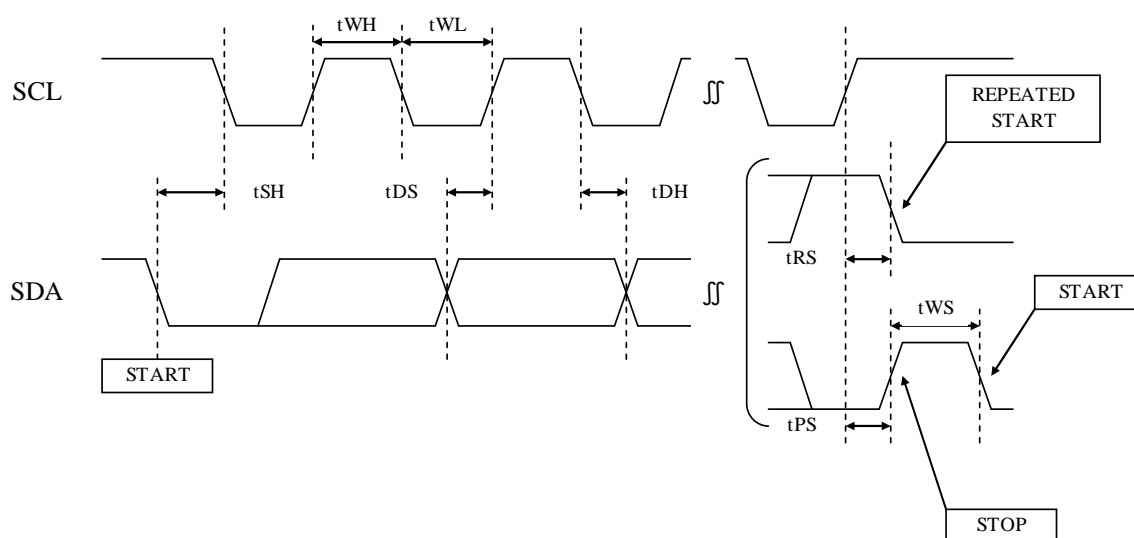 tWH
tWL
SCL
REPEATED
START
tSH
tDS
tDH
tRS
SDA
START
tWS
START
tPS
STOP